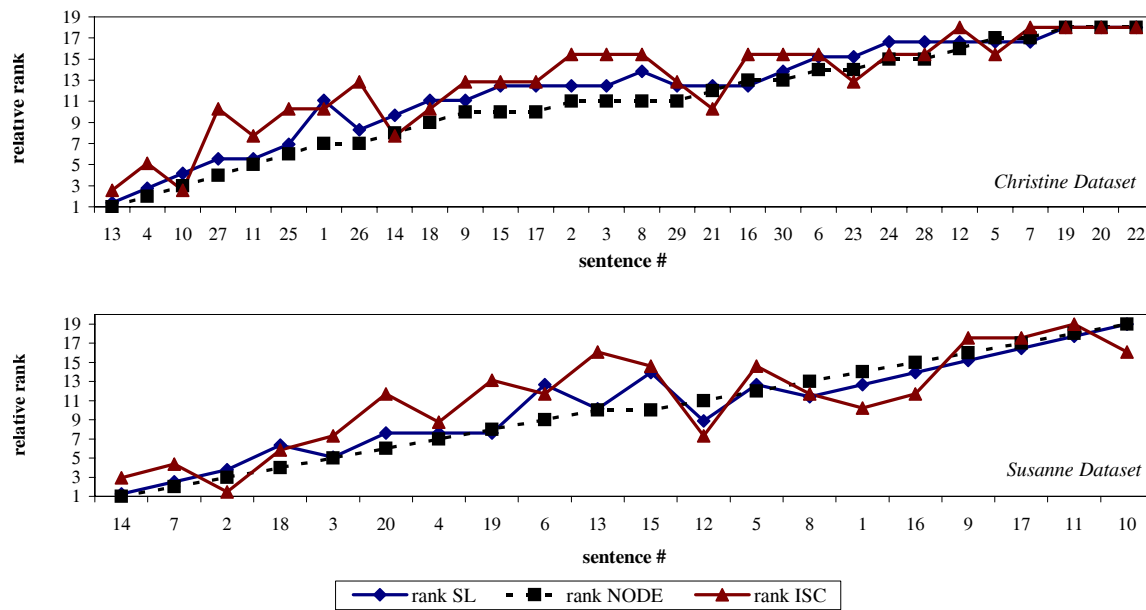 relative rank
19
17
15
13
11
9
7
5
3
1
Christine Dataset
13 4 10 27 11 25 1 26 14 18 9 15 17 2 3 8 29 21 16 30 6 23 24 28 12 5 7 19 20 22
sentence #
relative rank
19
17
15
13
11
9
7
5
3
1
Susanne Dataset
14 7 2 18 3 20 4 19 6 13 15 12 5 8 1 16 9 17 11 10
sentence #
rank SL rank NODE rank ISC